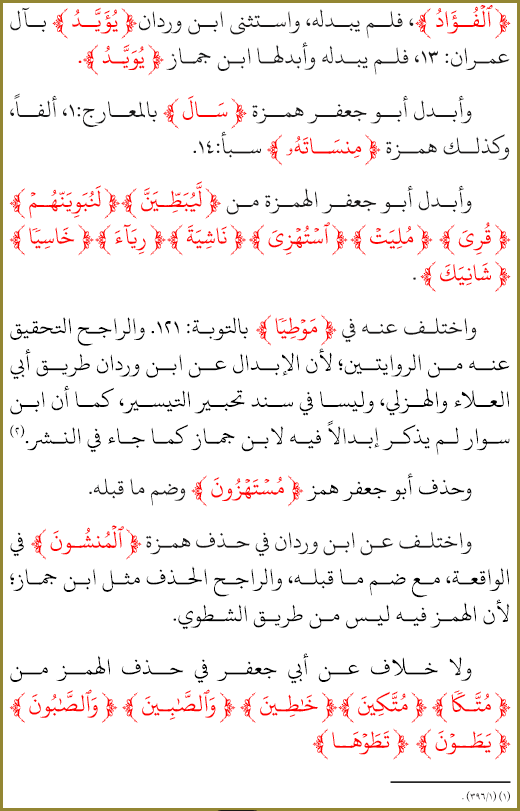 ﴿ٱلۡفُؤَادُ﴾، فلم يبدله، واستثنى ابن وردان﴿يُؤَيَّدُ﴾ بآل
عمران: ١٣، فلم يبدله وأبدلها ابن جماز ﴿يُوَيَّدُ﴾.
وأبدل أبو جعفر همزة ﴿سَالَ﴾ بالمعارج:١، ألفاً،
وكذلك همزة ﴿مِنسَاتَهُۥ﴾ سبأ:١٤.
وأبدل أبو جعفر الهمزة من ﴿لَّيُبَطِّيَنَّ﴾﴿لَنُبَوِيَنَّهُمۡ﴾
﴿قُرِىَ﴾ ﴿مُلِيَتۡ﴾﴿ٱسۡتُهۡزِىَ﴾﴿نَاشِيَةَ﴾﴿رِيَآءَ﴾﴿خَاسِيًا﴾
﴿شَانِيَكَ﴾.
واختلف عنه في ﴿مَوۡطِيًا﴾ بالتوبة: ١٢١. والراجح التحقيق
عنه من الروايتين؛ لأن الإبدال عن ابن وردان طريق أبي
العلاء والهزلي، وليسا في سند تحبير التيسير، كما أن ابن
سوار لم يذكر إبدالاً فيه لابن جماز كما جاء في النشر.(٢)
وحذف أبو جعفر همز ﴿مُسۡتَهۡزُونَ﴾ وضم ما قبله.
واختلف عن ابن وردان في حذف همزة ﴿ٱلۡمُنشُونَ﴾ في
الواقعة، مع ضم ما قبله، والراجح الحذف مثل ابن جماز؛
لأن الهمز فيه ليس من طريق الشطوي.
ولا خلاف عن أبي جعفر في حذف الهمز من
﴿مُتَّكًا﴾ ﴿مُتَّكِينَ﴾﴿خَٰطِينَ﴾ ﴿وَٱلصَّٰبِينَ﴾ ﴿وَٱلصَّٰبُونَ﴾
﴿يَطَوۡنَ﴾ ﴿تَطَوۡهَا﴾
(١) (٣٩٦/١) .